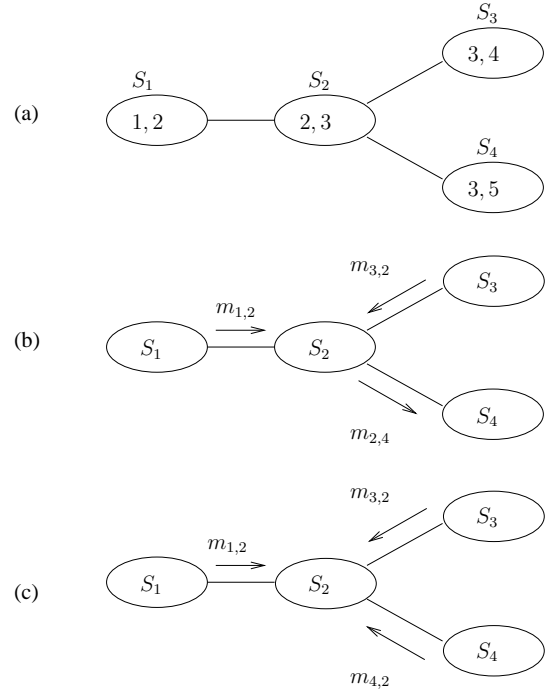 (a)
S₁
1, 2
S₂
2, 3
S₃
3, 4
S₄
3, 5
(b)
m₁,₂
m₃,₂
S₁
S₂
S₃
S₄
m₂,₄
(c)
m₁,₂
m₃,₂
S₁
S₂
S₃
S₄
m₄,₂